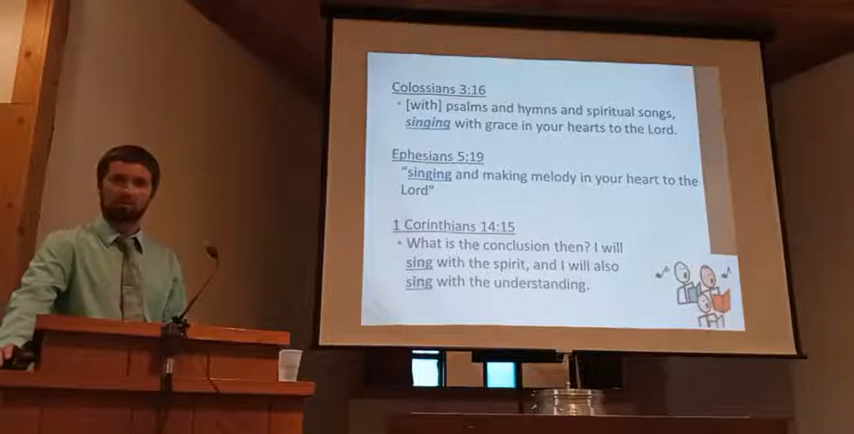 Colossians 3:16
• [with] psalms and hymns and spiritual songs,
singing with grace in your hearts to the Lord.
Ephesians 5:19
"singing and making melody in your heart to the
Lord"
1 Corinthians 14:15
• What is the conclusion then? I will
sing with the spirit, and I will also
sing with the understanding.